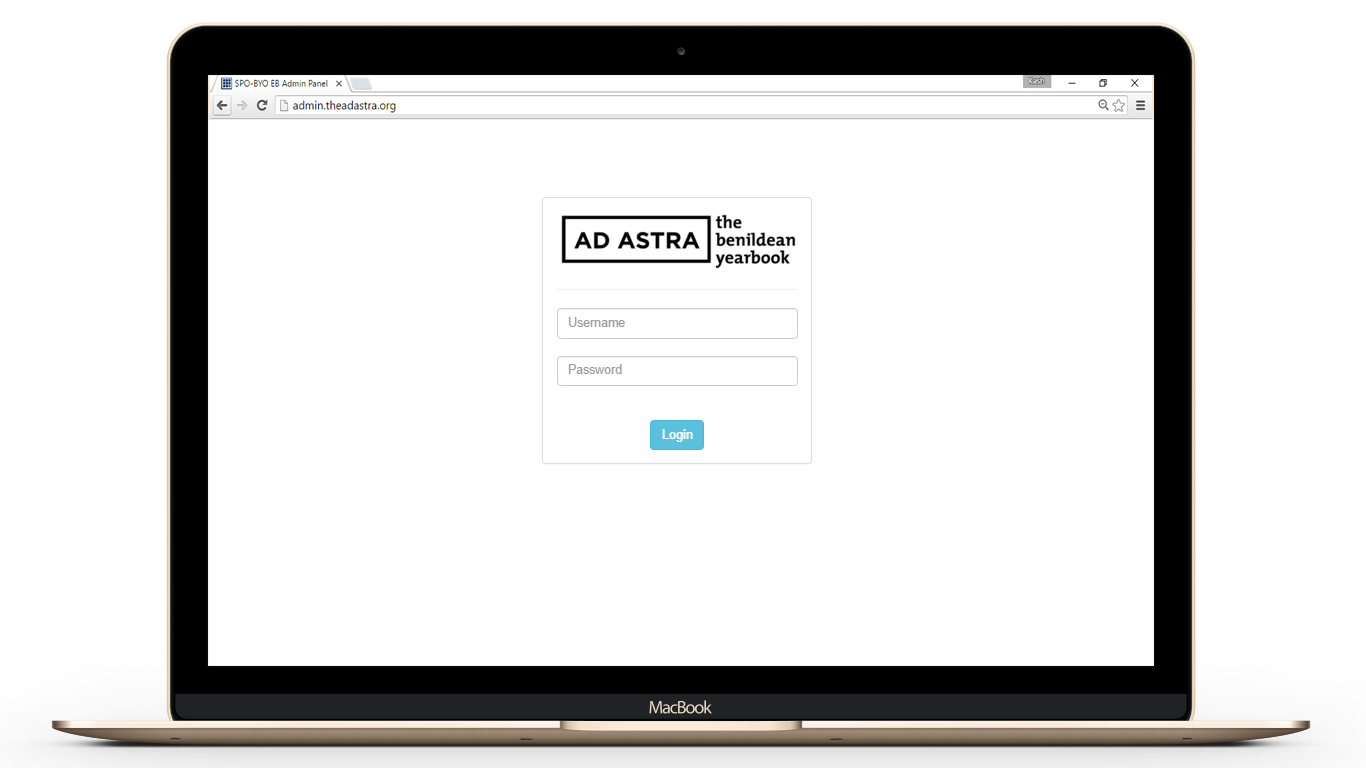 SPO-BYO EB Admin Panel
Kash
admin.theadastra.org
AD ASTRA
the
benildean
yearbook
Username
Password
Login
MacBook